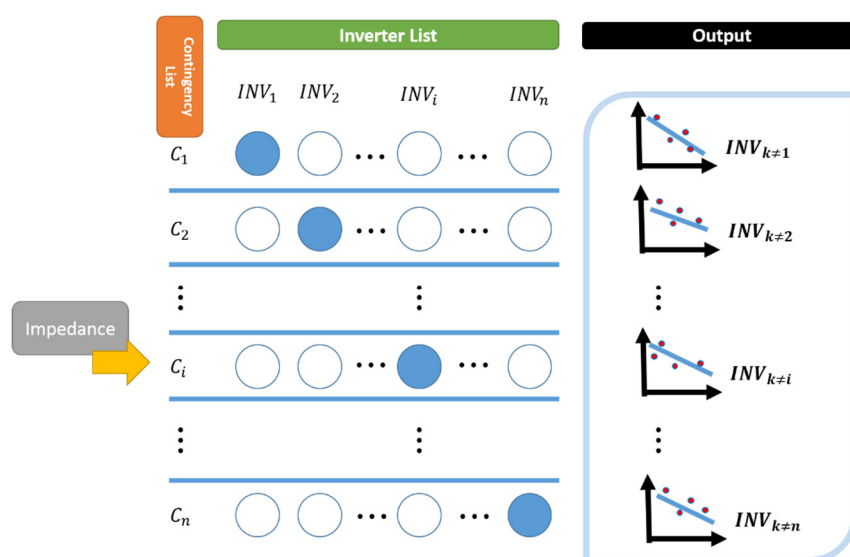 Contingency
List
Inverter List
Output
INV₁ INV₂ INVᵢ INVₙ
C₁ ... ... INVₖ≠₁
C₂ ... ... INVₖ≠₂
⋮ ⋮ ⋮
Impedance
Cᵢ ... ... INVₖ≠ᵢ
⋮ ⋮ ⋮
Cₙ ... ... INVₖ≠ₙ